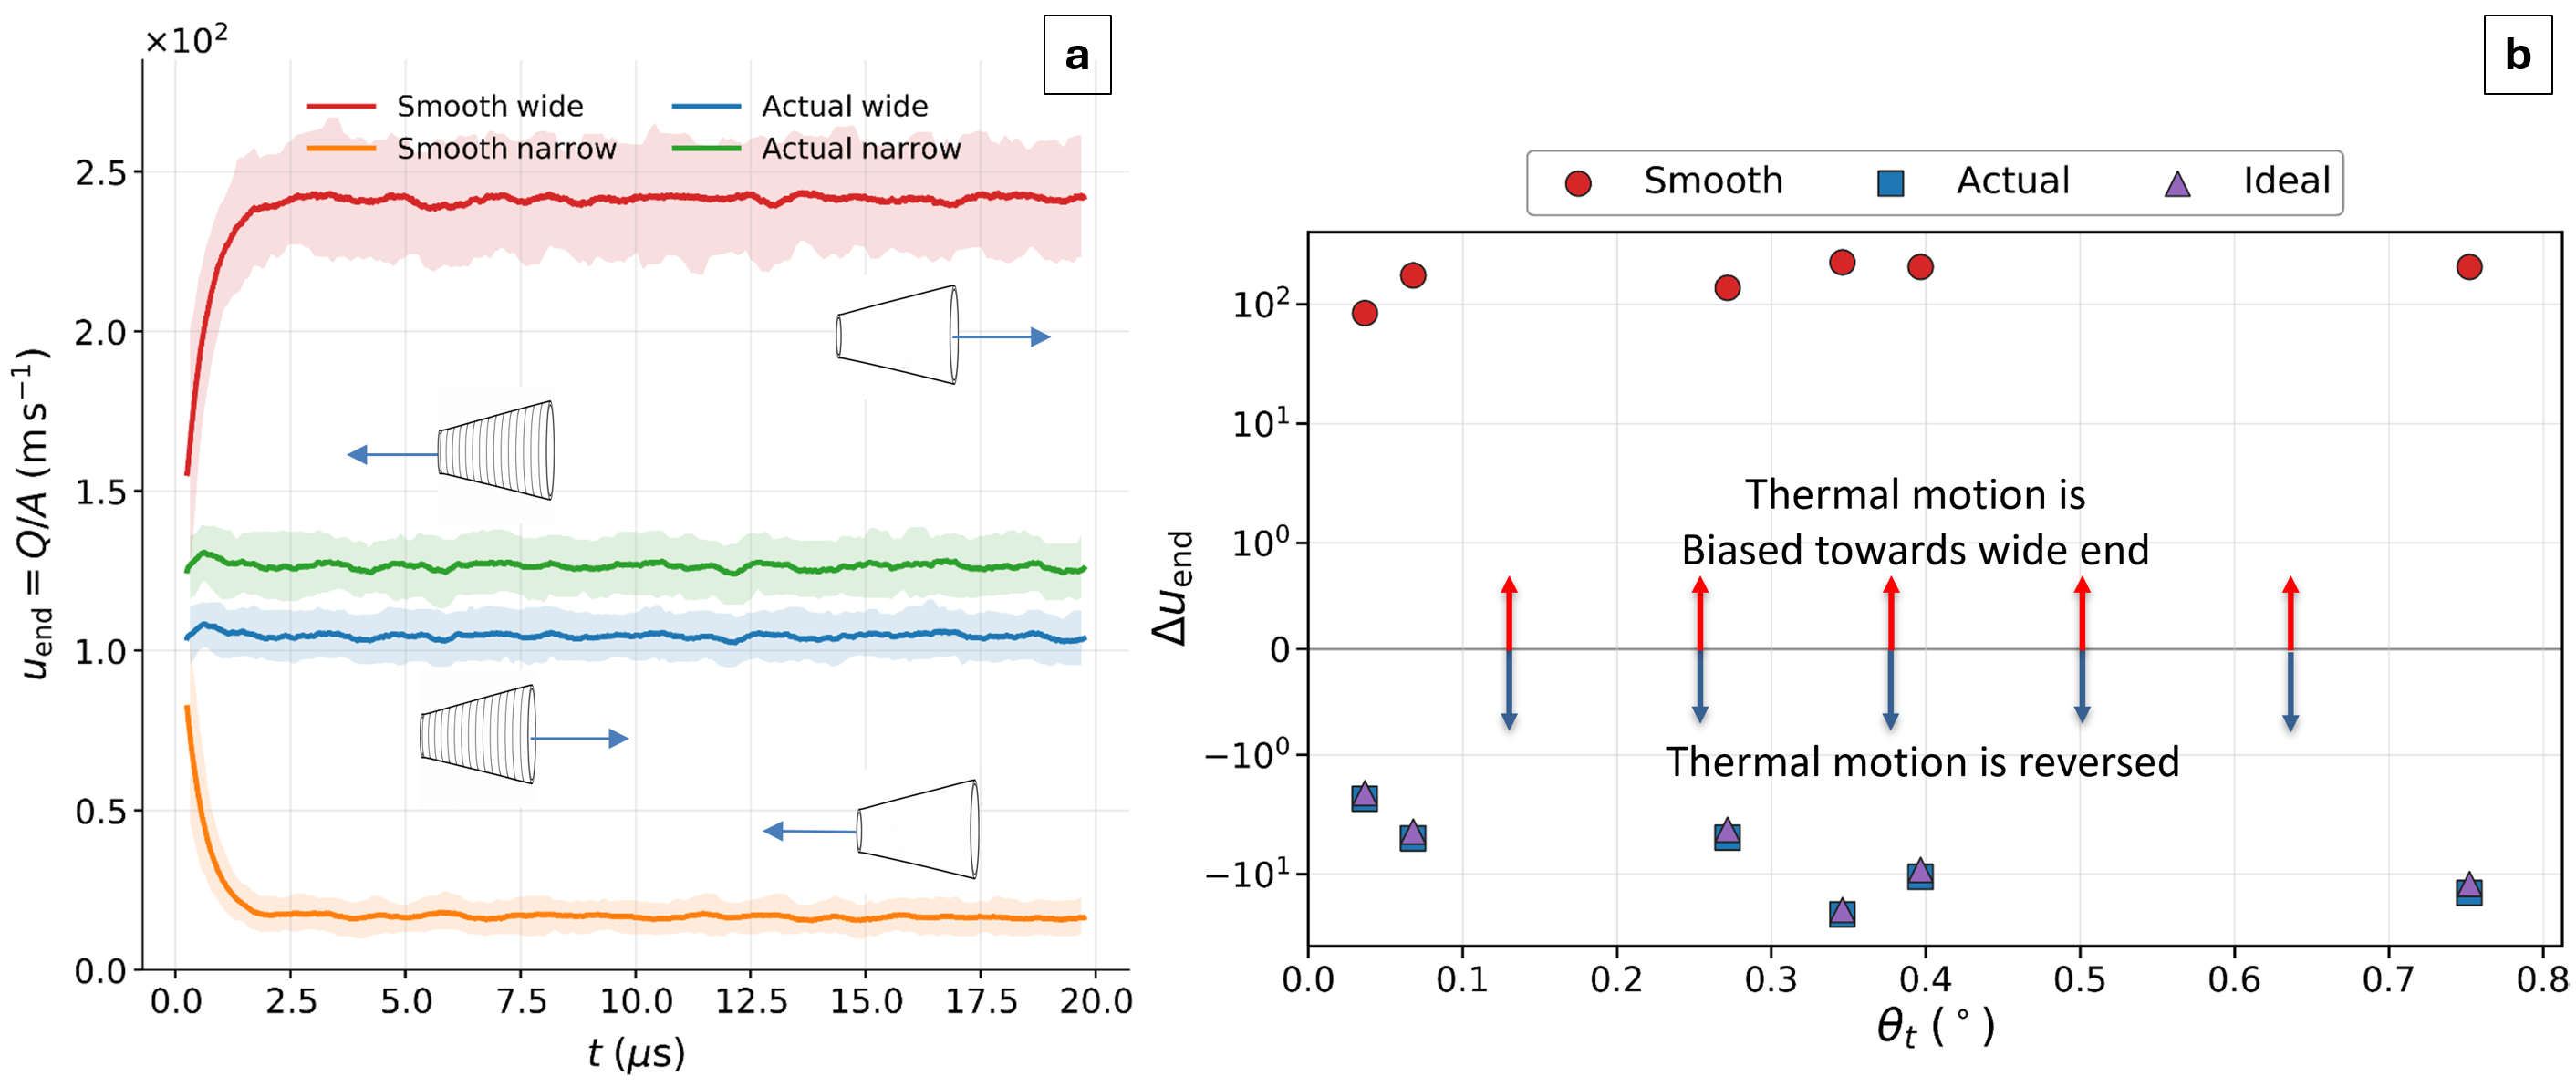 a
×10²
Smooth wide
Smooth narrow
Actual wide
Actual narrow
2.5
2.0
1.5
1.0
0.5
0.0
u_end = Q/A (m s⁻¹)
0.0 2.5 5.0 7.5 10.0 12.5 15.0 17.5 20.0
t (μs)
b
Smooth Actual Ideal
10²
10¹
10⁰
0
−10⁰
−10¹
Δu_end
Thermal motion is
Biased towards wide end
Thermal motion is reversed
0.0 0.1 0.2 0.3 0.4 0.5 0.6 0.7 0.8
θ_t (°)